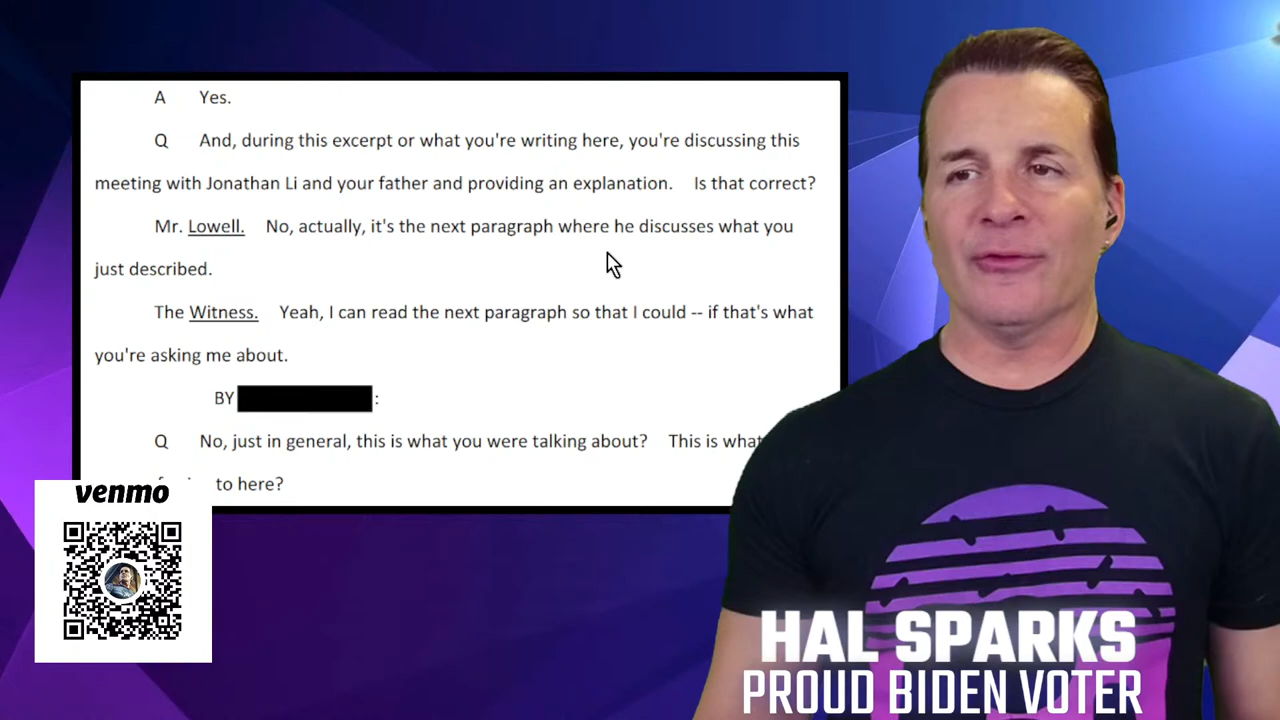 A Yes.
Q And, during this excerpt or what you're writing here, you're discussing this
meeting with Jonathan Li and your father and providing an explanation. Is that correct?
Mr. Lowell. No, actually, it's the next paragraph where he discusses what you
just described.
The Witness. Yeah, I can read the next paragraph so that I could -- if that's what
you're asking me about.
BY :
Q No, just in general, this is what you were talking about? This is what
to here?
venmo
HAL SPARKS
PROUD BIDEN VOTER